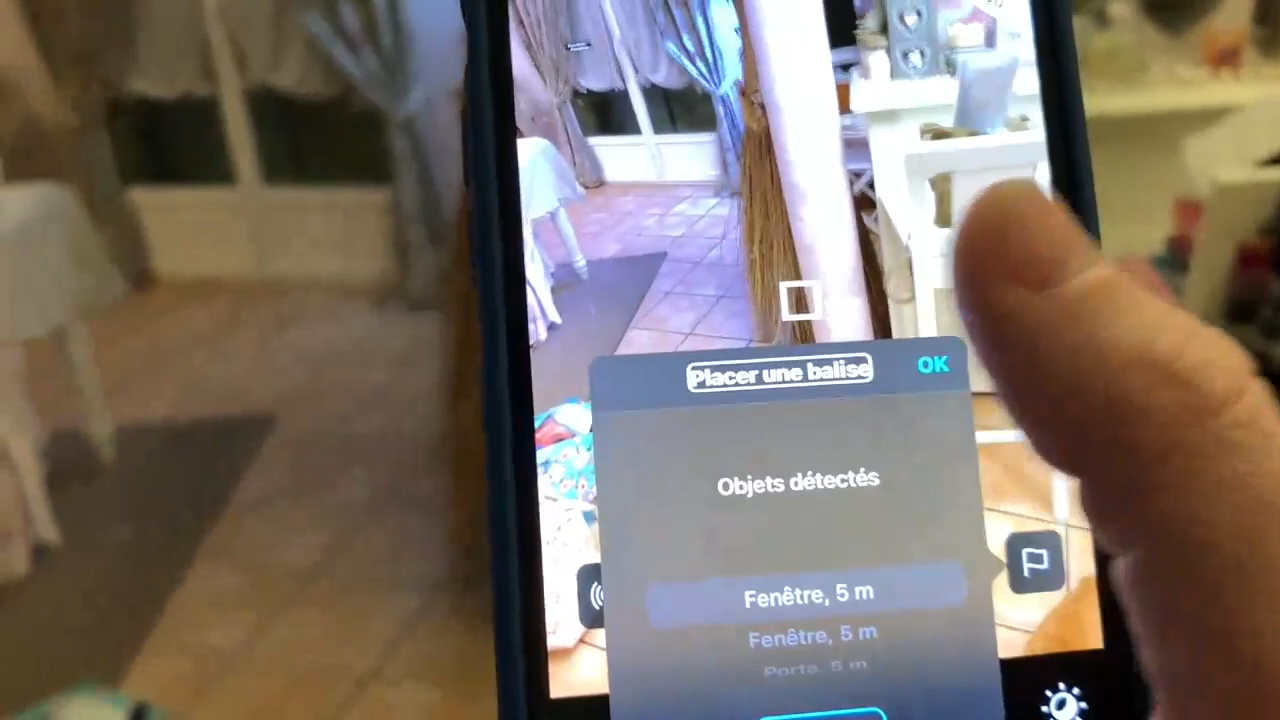 Placer une balise
OK
Objets détectés
Fenêtre, 5 m
Fenêtre, 5 m
Porte, 5 m